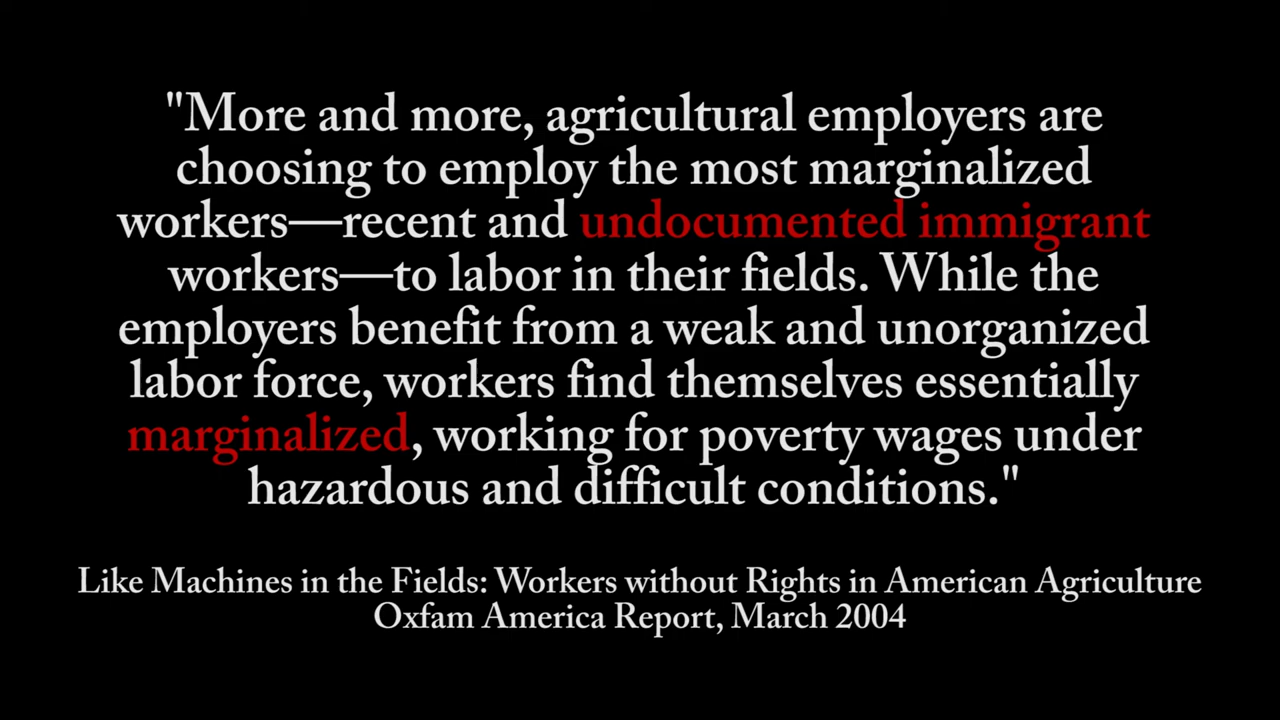 "More and more, agricultural employers are
choosing to employ the most marginalized
workers—recent and undocumented immigrant
workers—to labor in their fields. While the
employers benefit from a weak and unorganized
labor force, workers find themselves essentially
marginalized, working for poverty wages under
hazardous and difficult conditions."
Like Machines in the Fields: Workers without Rights in American Agriculture
Oxfam America Report, March 2004